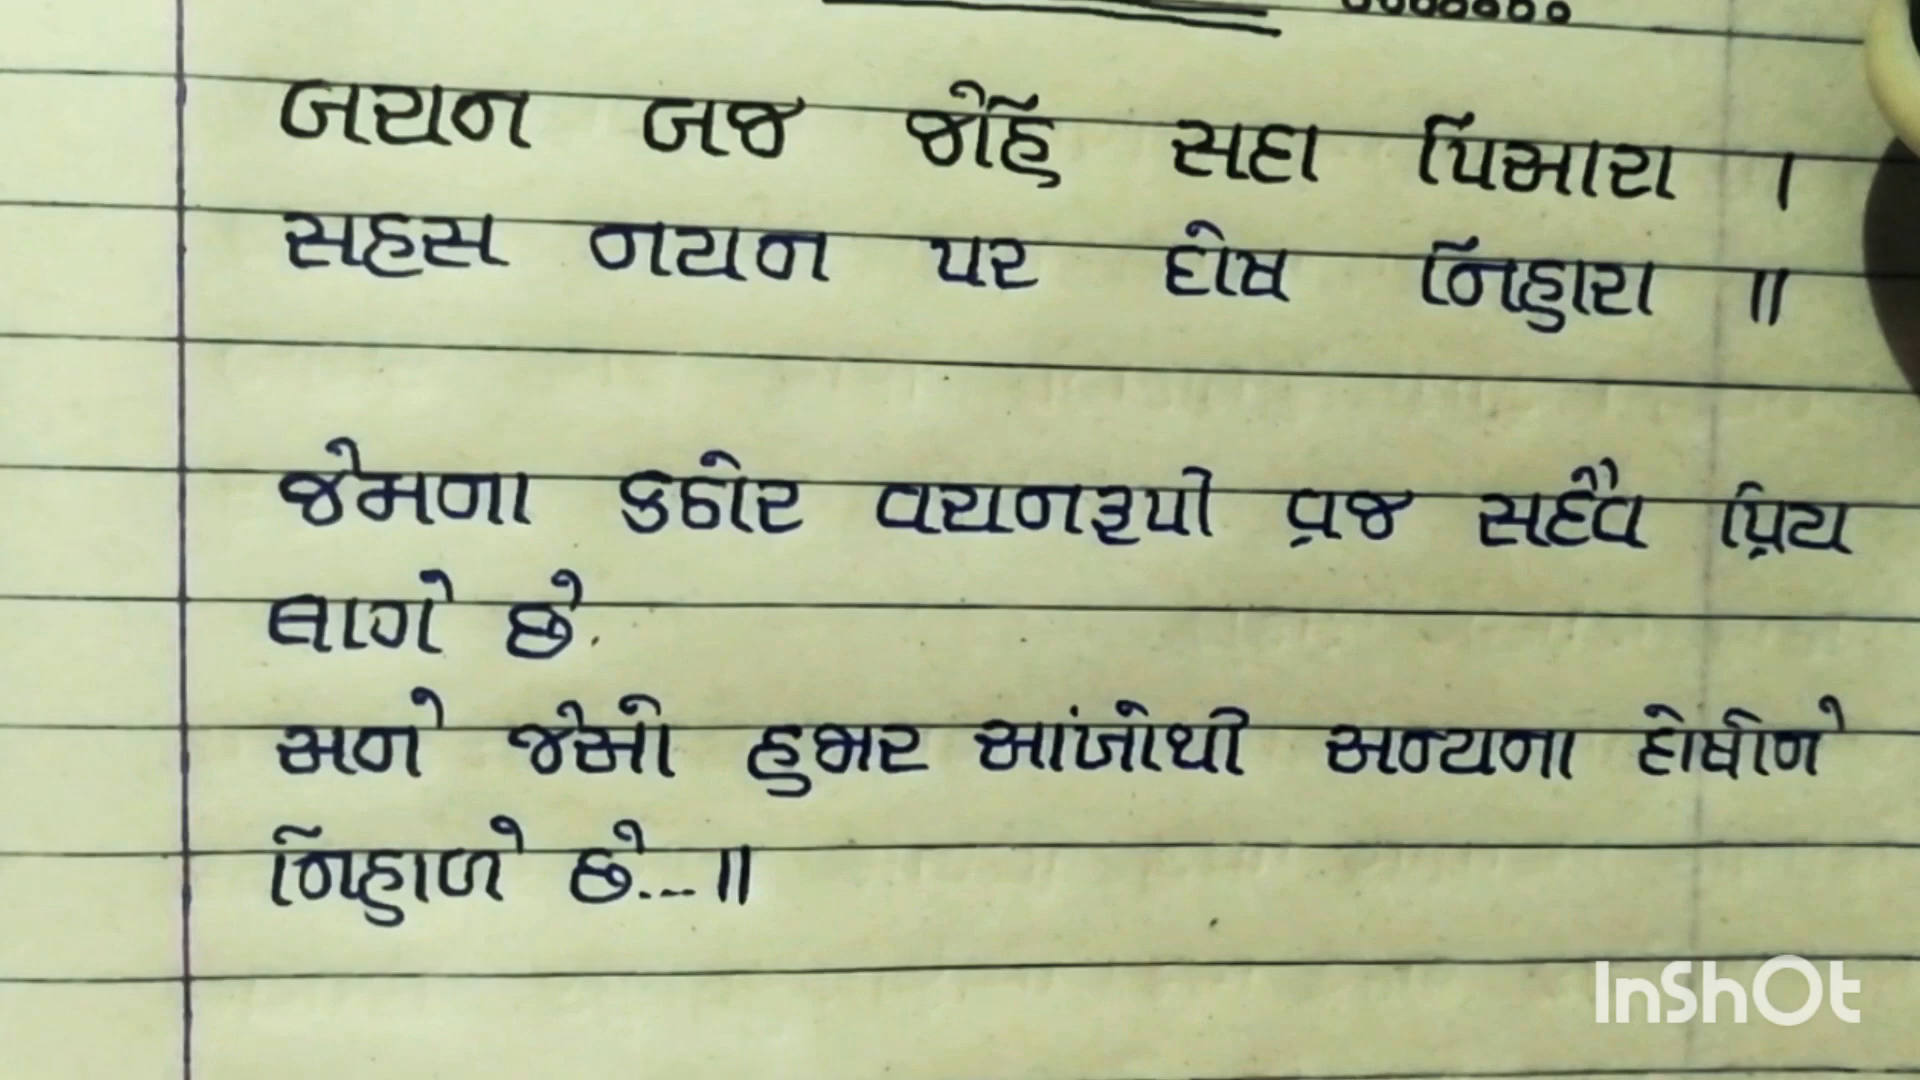 બચન બજ જેહિ સદા પિઆરા ।
સહસ નયન પર દોષ નિહારા ॥
જેમના કઠોર વચનરૂપી વ્રજ સદૈવ પ્રિય
લાગે છે.
અને જેઓ હજાર આંખોથી અન્યના દોષોને
નિહાળે છે...॥
InShOt